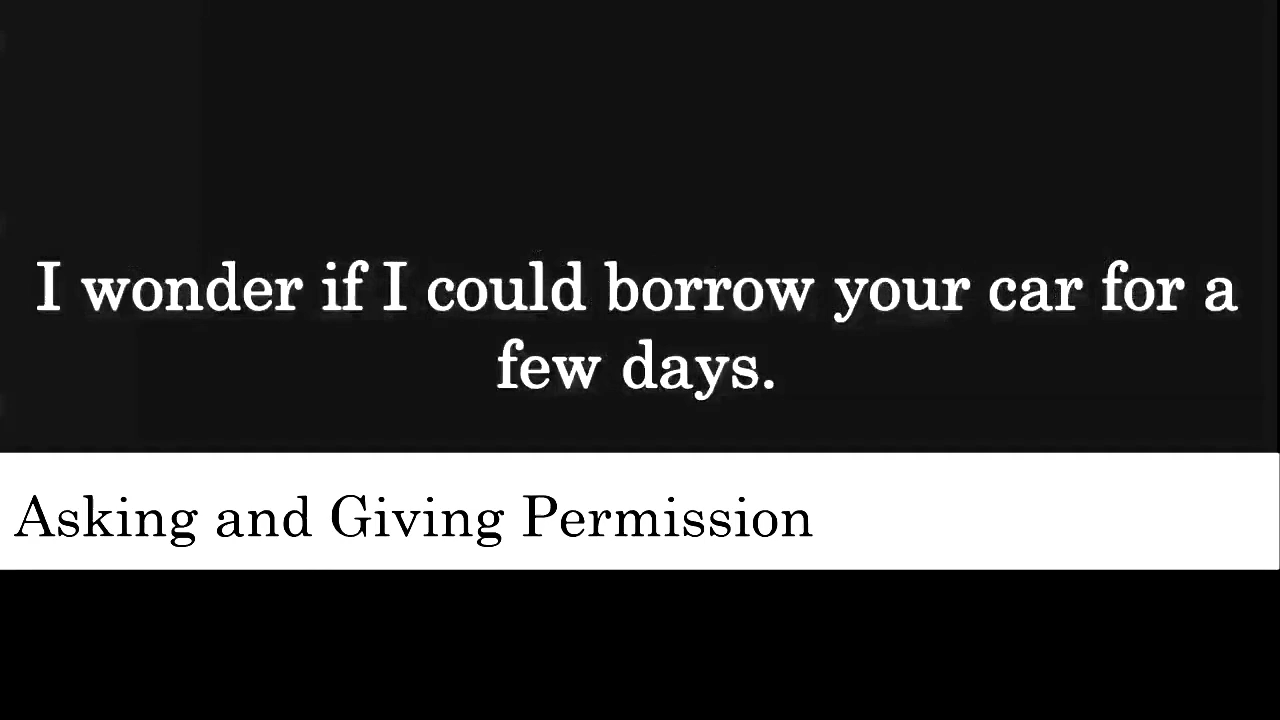 I wonder if I could borrow your car for a
few days.
Asking and Giving Permission